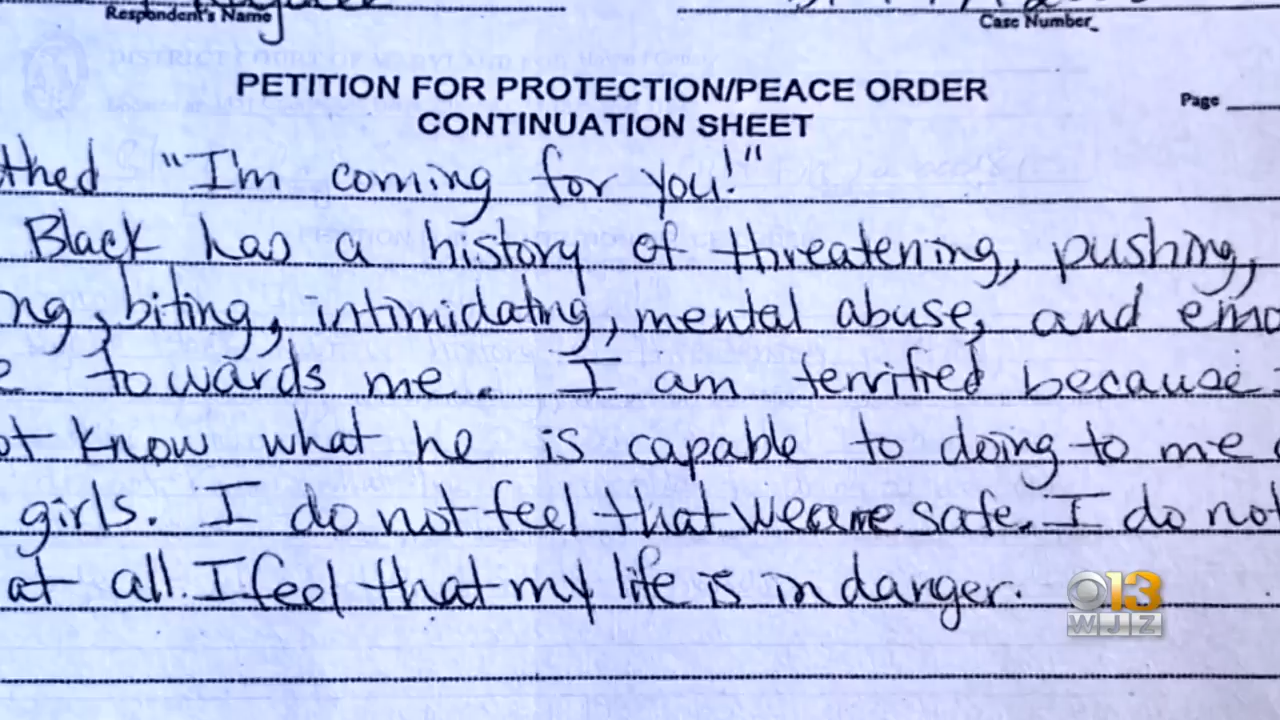 Respondent's Name
Case Number
PETITION FOR PROTECTION/PEACE ORDER
Page
CONTINUATION SHEET
thed "I'm coming for you!"
Black has a history of threatening, pushing,
ng, biting, intimidating, mental abuse, and emo
e towards me. I am terrified because
ot know what he is capable to doing to me
girls. I do not feel that we are safe. I do not
at all. I feel that my life is in danger.
13
WJZ